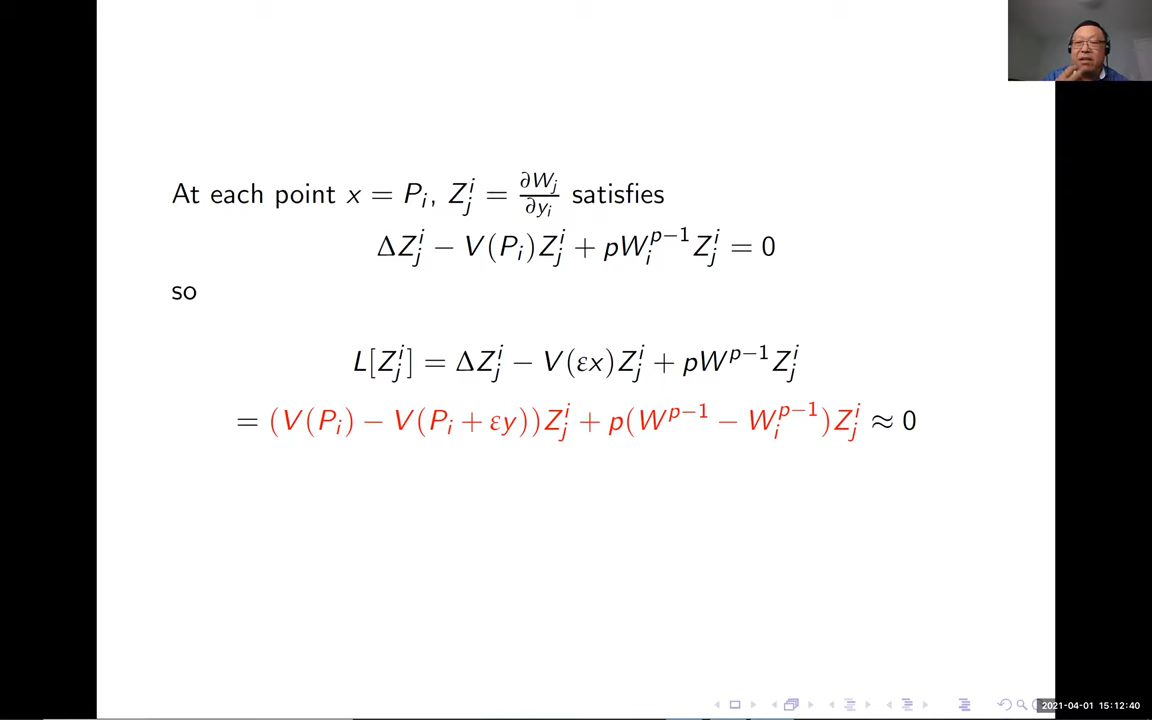 At each point x = P_i, Z_j^i = ∂W_j/∂y_i satisfies
ΔZ_j^i − V(P_i)Z_j^i + pW_i^{p−1}Z_j^i = 0
so
L[Z_j^i] = ΔZ_j^i − V(εx)Z_j^i + pW^{p−1}Z_j^i
= (V(P_i) − V(P_i + εy))Z_j^i + p(W^{p−1} − W_i^{p−1})Z_j^i ≈ 0
2021-04-01 15:12:40